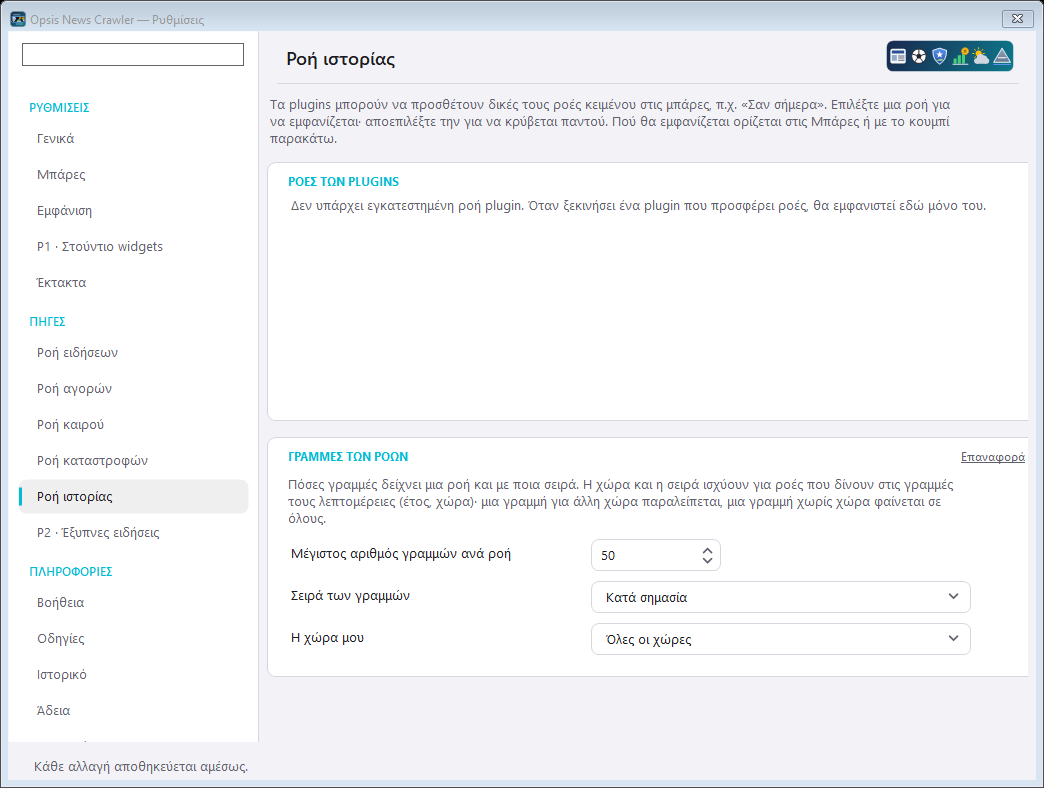 Opsis News Crawler — Ρυθμίσεις
Ροή ιστορίας
ΡΥΘΜΙΣΕΙΣ
Γενικά
Μπάρες
Εμφάνιση
P1 · Στούντιο widgets
Έκτακτα
ΠΗΓΕΣ
Ροή ειδήσεων
Ροή αγορών
Ροή καιρού
Ροή καταστροφών
Ροή ιστορίας
P2 · Έξυπνες ειδήσεις
ΠΛΗΡΟΦΟΡΙΕΣ
Βοήθεια
Οδηγίες
Ιστορικό
Άδεια
Τα plugins μπορούν να προσθέτουν δικές τους ροές κειμένου στις μπάρες, π.χ. «Σαν σήμερα». Επιλέξτε μια ροή για
να εμφανίζεται· αποεπιλέξτε την για να κρύβεται παντού. Πού θα εμφανίζεται ορίζεται στις Μπάρες ή με το κουμπί
παρακάτω.
ΡΟΕΣ ΤΩΝ PLUGINS
Δεν υπάρχει εγκατεστημένη ροή plugin. Όταν ξεκινήσει ένα plugin που προσφέρει ροές, θα εμφανιστεί εδώ μόνο του.
ΓΡΑΜΜΕΣ ΤΩΝ ΡΟΩΝ
Επαναφορά
Πόσες γραμμές δείχνει μια ροή και με ποια σειρά. Η χώρα και η σειρά ισχύουν για ροές που δίνουν στις γραμμές
τους λεπτομέρειες (έτος, χώρα)· μια γραμμή για άλλη χώρα παραλείπεται, μια γραμμή χωρίς χώρα φαίνεται σε
όλους.
Μέγιστος αριθμός γραμμών ανά ροή
50
Σειρά των γραμμών
Κατά σημασία
Η χώρα μου
Όλες οι χώρες
Κάθε αλλαγή αποθηκεύεται αμέσως.